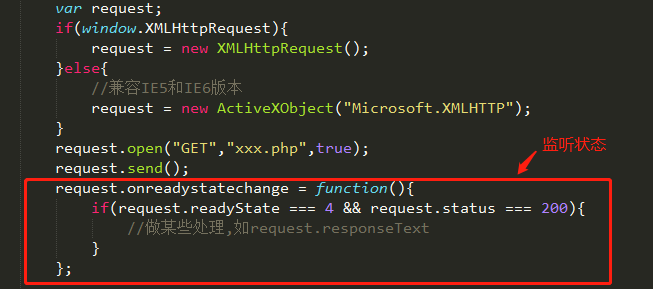 var request;
if(window.XMLHttpRequest){
request = new XMLHttpRequest();
}else{
//兼容IE5和IE6版本
request = new ActiveXObject("Microsoft.XMLHTTP");
}
request.open("GET","xxx.php",true);
监听状态
request.send();
request.onreadystatechange = function(){
if(request.readyState === 4 && request.status === 200){
//做某些处理,如request.responseText
}
};